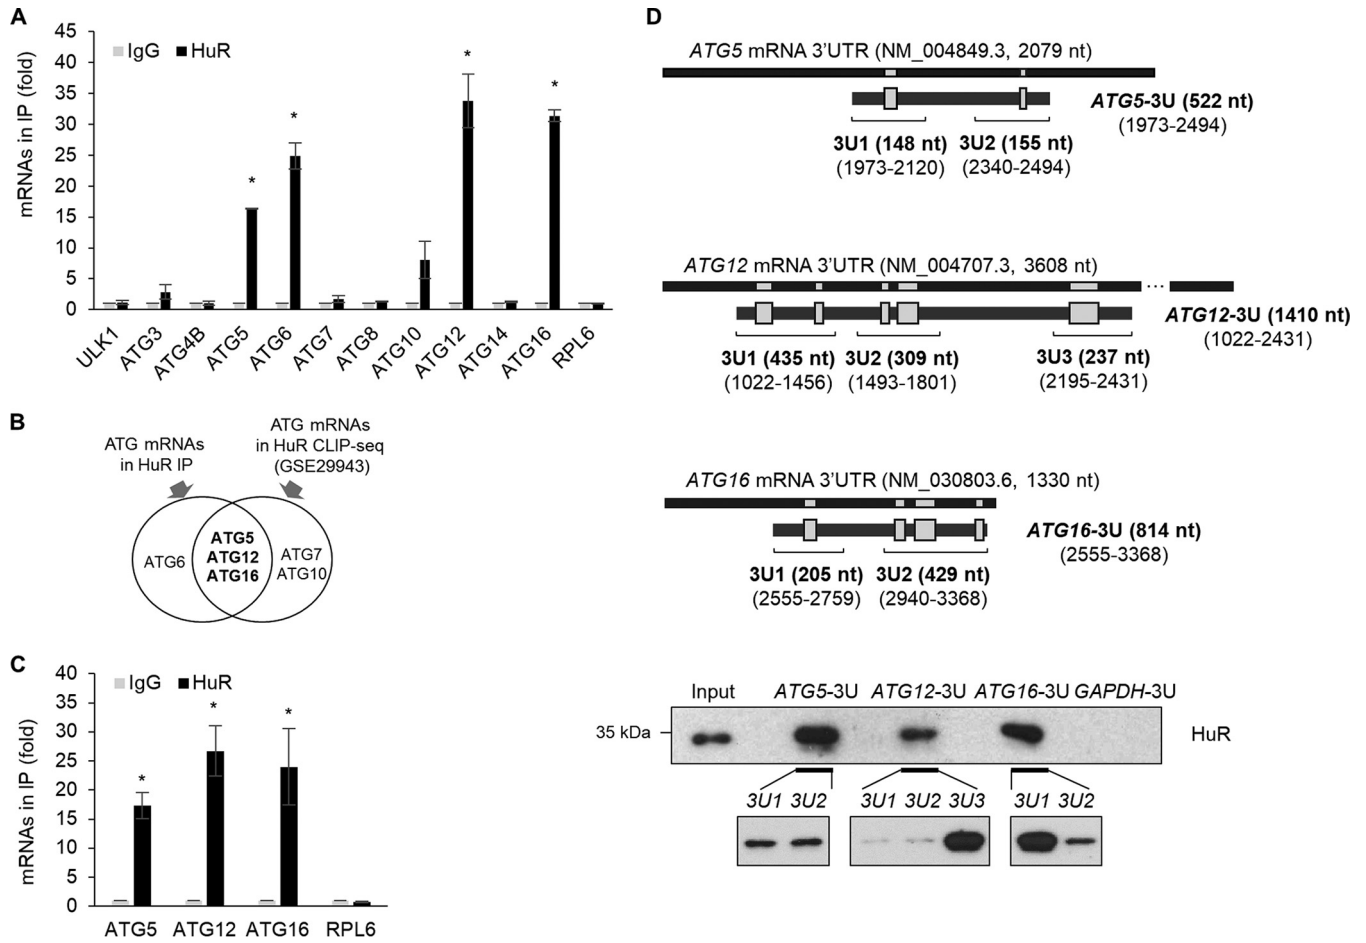 A
mRNAs in IP (fold)
IgG HuR
45
40
35
30
25
20
15
10
5
0
ULK1 ATG3 ATG4B ATG5 ATG6 ATG7 ATG8 ATG10 ATG12 ATG14 ATG16 RPL6
* * * *
B
ATG mRNAs
in HuR IP
ATG mRNAs
in HuR CLIP-seq
(GSE29943)
ATG6
ATG5
ATG12
ATG16
ATG7
ATG10
C
mRNAs in IP (fold)
IgG HuR
40
35
30
25
20
15
10
5
0
* * *
ATG5 ATG12 ATG16 RPL6
D
ATG5 mRNA 3’UTR (NM_004849.3, 2079 nt)
ATG5-3U (522 nt)
(1973-2494)
3U1 (148 nt) 3U2 (155 nt)
(1973-2120) (2340-2494)
ATG12 mRNA 3’UTR (NM_004707.3, 3608 nt)
...
ATG12-3U (1410 nt)
(1022-2431)
3U1 (435 nt) 3U2 (309 nt) 3U3 (237 nt)
(1022-1456) (1493-1801) (2195-2431)
ATG16 mRNA 3’UTR (NM_030803.6, 1330 nt)
ATG16-3U (814 nt)
(2555-3368)
3U1 (205 nt) 3U2 (429 nt)
(2555-2759) (2940-3368)
Input ATG5-3U ATG12-3U ATG16-3U GAPDH-3U
35 kDa
HuR
3U1 3U2 3U1 3U2 3U3 3U1 3U2